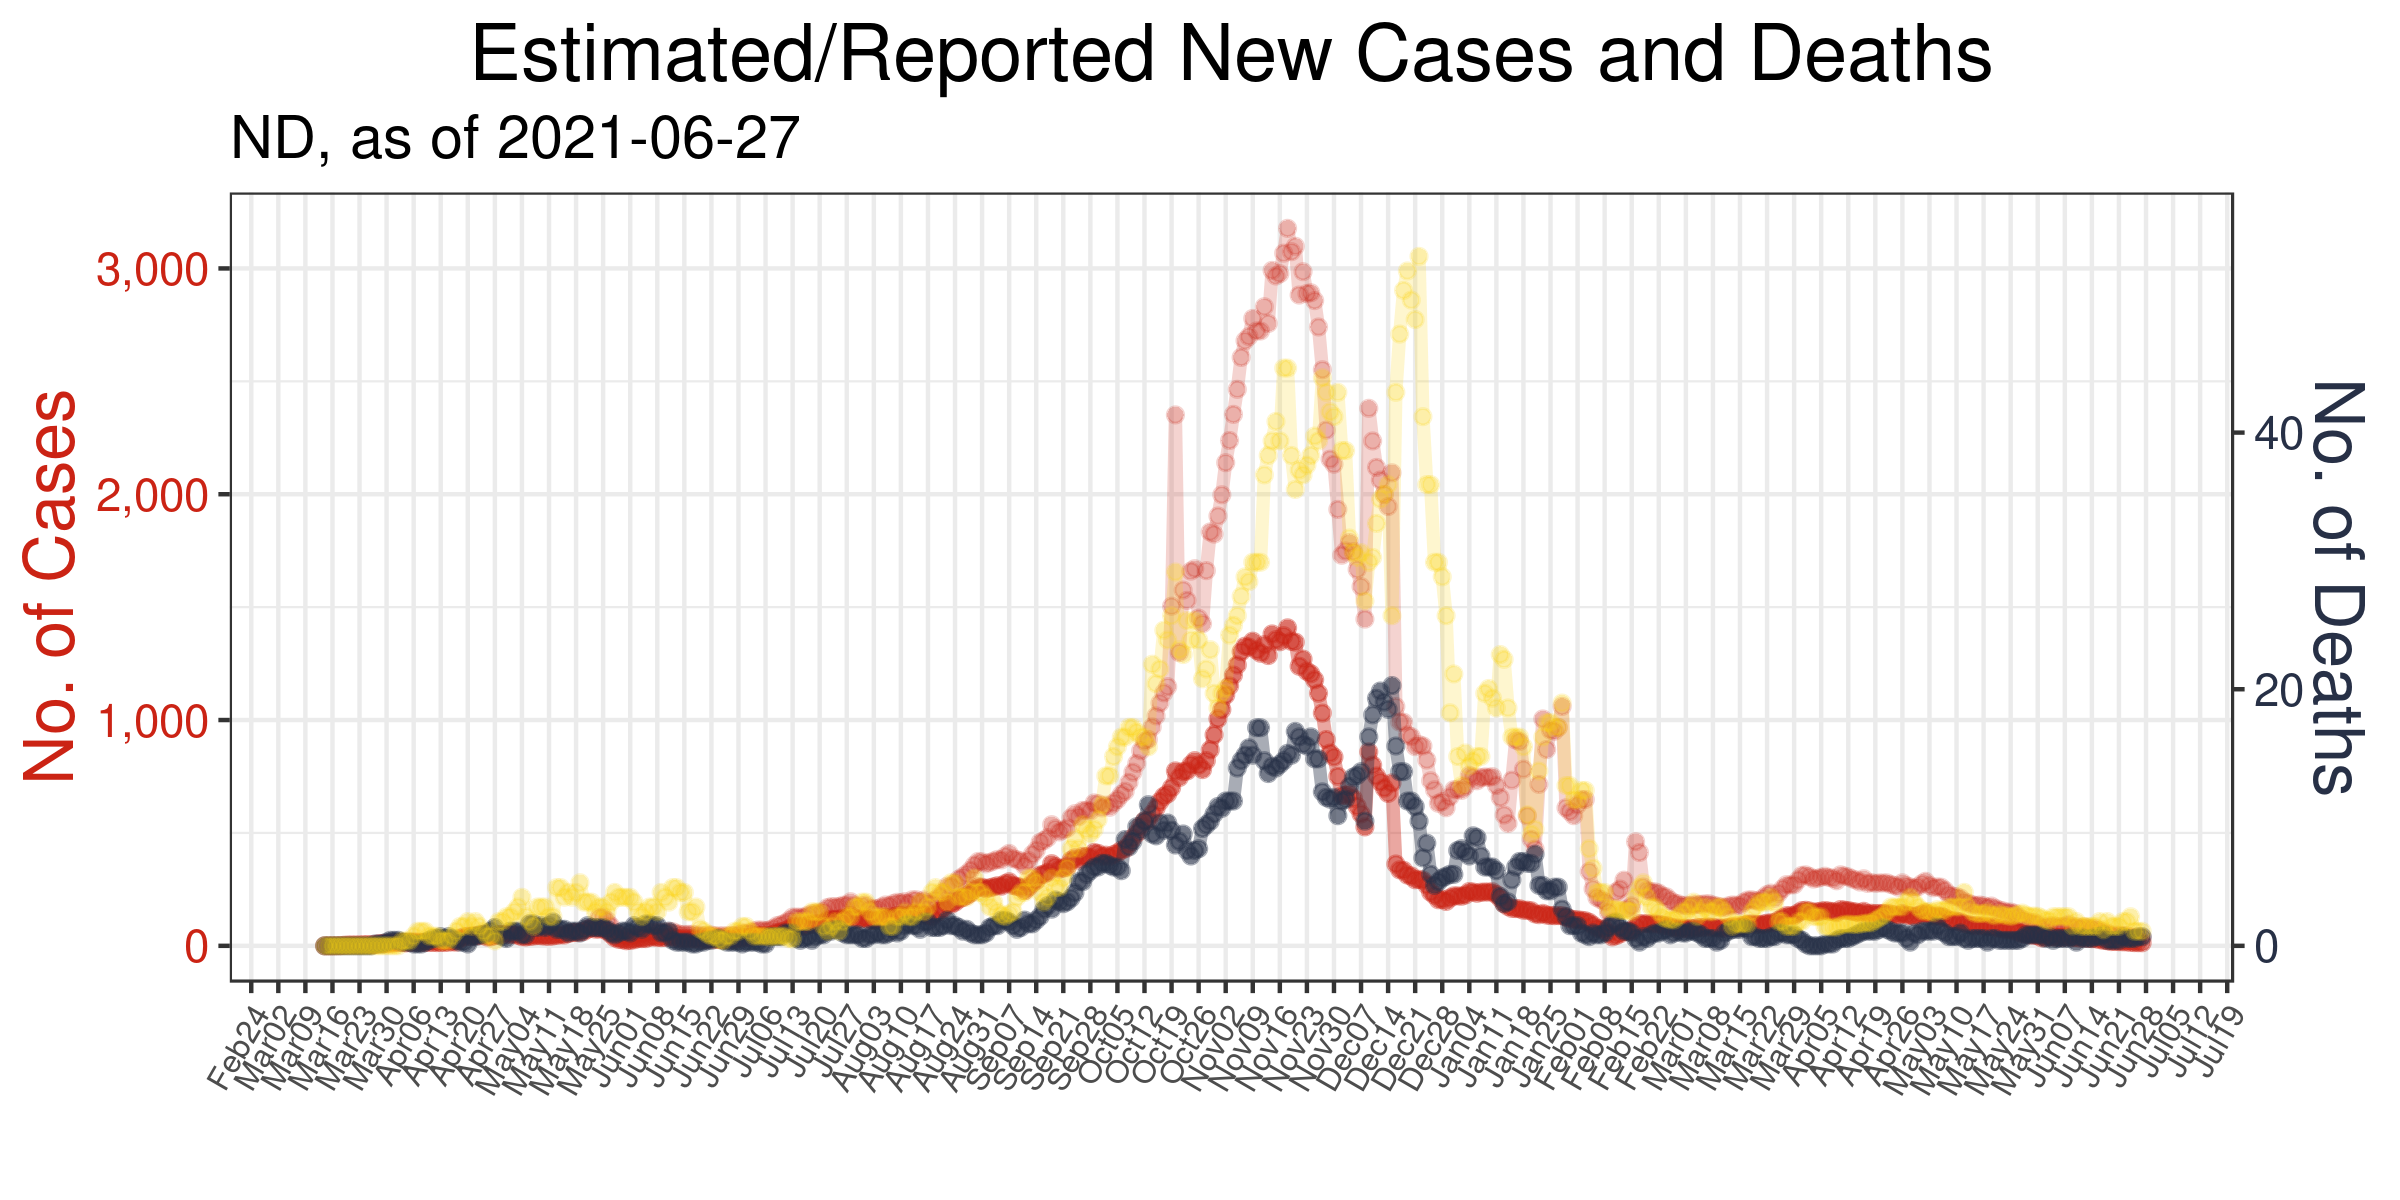 Estimated/Reported New Cases and Deaths
ND, as of 2021-06-27
No. of Cases
3,000
2,000
1,000
0
No. of Deaths
40
20
0
Feb24
Mar02
Mar09
Mar16
Mar23
Mar30
Apr06
Apr13
Apr20
Apr27
May04
May11
May18
May25
Jun01
Jun08
Jun15
Jun22
Jun29
Jul06
Jul13
Jul20
Jul27
Aug03
Aug10
Aug17
Aug24
Aug31
Sep07
Sep14
Sep21
Sep28
Oct05
Oct12
Oct19
Oct26
Nov02
Nov09
Nov16
Nov23
Nov30
Dec07
Dec14
Dec21
Dec28
Jan04
Jan11
Jan18
Jan25
Feb01
Feb08
Feb15
Feb22
Mar01
Mar08
Mar15
Mar22
Mar29
Apr05
Apr12
Apr19
Apr26
May03
May10
May17
May24
May31
Jun07
Jun14
Jun21
Jun28
Jul05
Jul12
Jul19